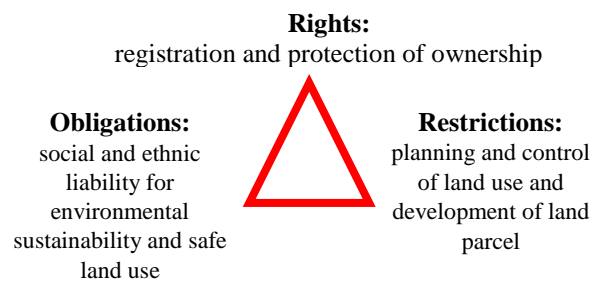 Rights:
registration and protection of ownership
Obligations:
social and ethnic
liability for
environmental
sustainability and safe
land use
Restrictions:
planning and control
of land use and
development of land
parcel